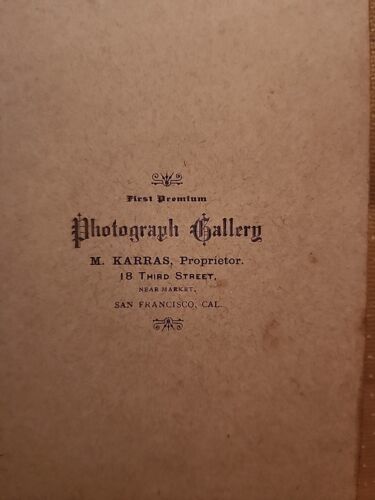 First Premium
Photograph Gallery
M. KARRAS, Proprietor.
18 THIRD STREET,
NEAR MARKET,
SAN FRANCISCO, CAL.